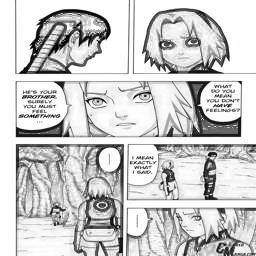 HE'S YOUR
BROTHER,
SURELY
YOU MUST
FEEL
SOMETHING
...
WHAT
DO YOU
MEAN
YOU DON'T
HAVE
FEELINGS?
I MEAN
EXACTLY
WHAT
I SAID.